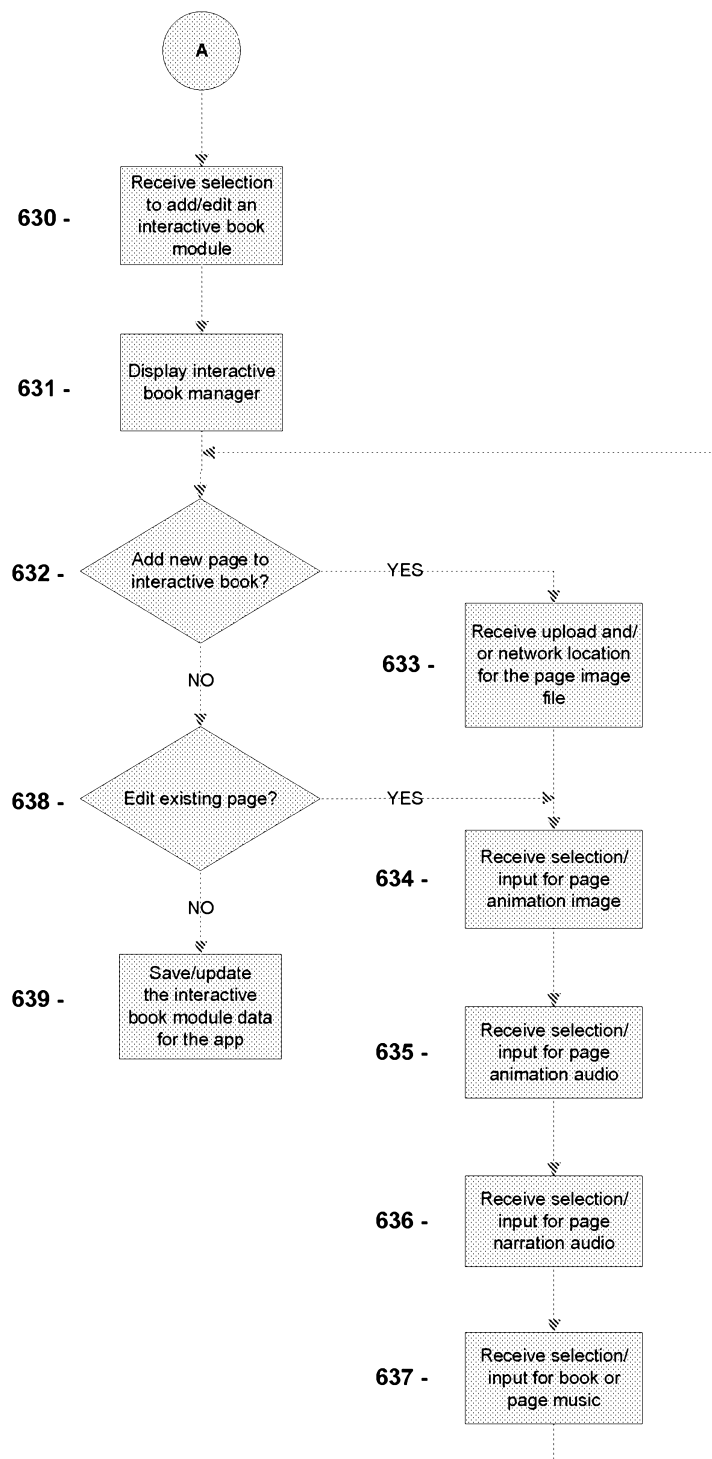 A
630 -
Receive selection
to add/edit an
interactive book
module
631 -
Display interactive
book manager
632 -
Add new page to
interactive book?
YES
633 -
Receive upload and/
or network location
for the page image
file
NO
638 -
Edit existing page?
YES
634 -
Receive selection/
input for page
animation image
NO
639 -
Save/update
the interactive
book module data
for the app
635 -
Receive selection/
input for page
animation audio
636 -
Receive selection/
input for page
narration audio
637 -
Receive selection/
input for book or
page music